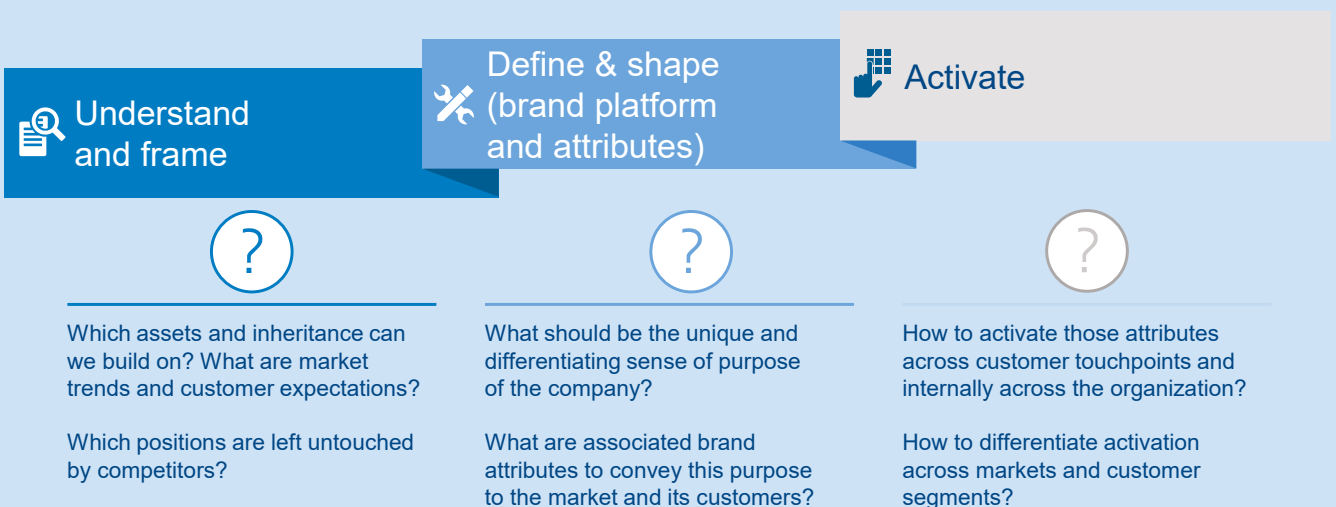 Understand
and frame
Define & shape
(brand platform
and attributes)
Activate
?
?
?
Which assets and inheritance can
we build on? What are market
trends and customer expectations?
Which positions are left untouched
by competitors?
What should be the unique and
differentiating sense of purpose
of the company?
What are associated brand
attributes to convey this purpose
to the market and its customers?
How to activate those attributes
across customer touchpoints and
internally across the organization?
How to differentiate activation
across markets and customer
segments?